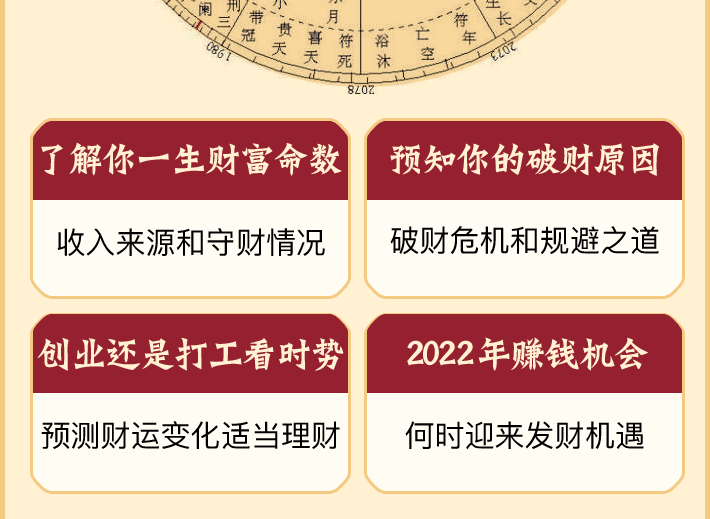 阑 刑 三
带 冠
贵 天
喜 天
水 月
符 死
浴 沐
亡 空
符 年
生 长
1980
2078
2073
了解你一生财富命数
收入来源和守财情况
预知你的破财原因
破财危机和规避之道
创业还是打工看时势
预测财运变化适当理财
2022年赚钱机会
何时迎来发财机遇